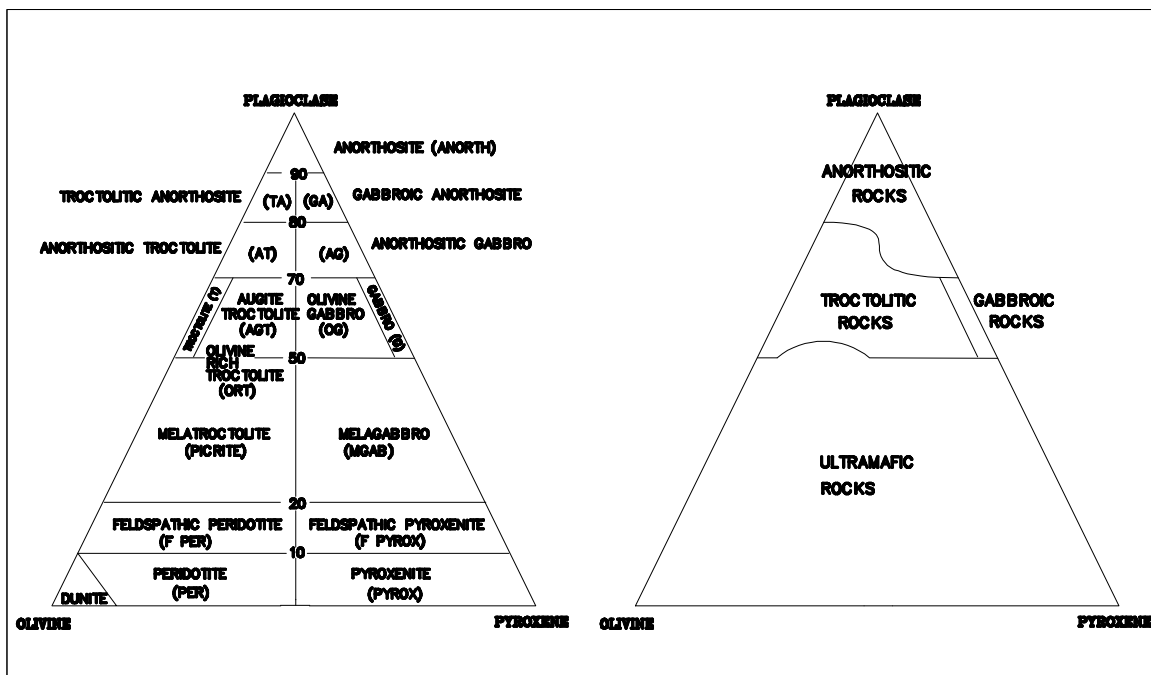 PLAGIOCLASE
ANORTHOSITE (ANORTH)
90
TROCTOLITIC ANORTHOSITE
(TA)
(GA)
GABBROIC ANORTHOSITE
80
ANORTHOSITIC TROCTOLITE
(AT)
(AG)
ANORTHOSITIC GABBRO
70
TROCTOLITE (T)
AUGITE
TROCTOLITE
(AGT)
OLIVINE
GABBRO
(OG)
GABBRO (G)
OLIVINE
RICH
TROCTOLITE
(ORT)
50
MELATROCTOLITE
(PICRITE)
MELAGABBRO
(MGAB)
20
FELDSPATHIC PERIDOTITE
(F PER)
FELDSPATHIC PYROXENITE
(F PYROX)
10
PERIDOTITE
(PER)
PYROXENITE
(PYROX)
DUNITE
OLIVINE
PYROXENE
PLAGIOCLASE
ANORTHOSITIC
ROCKS
TROCTOLITIC
ROCKS
GABBROIC
ROCKS
ULTRAMAFIC
ROCKS
OLIVINE
PYROXENE